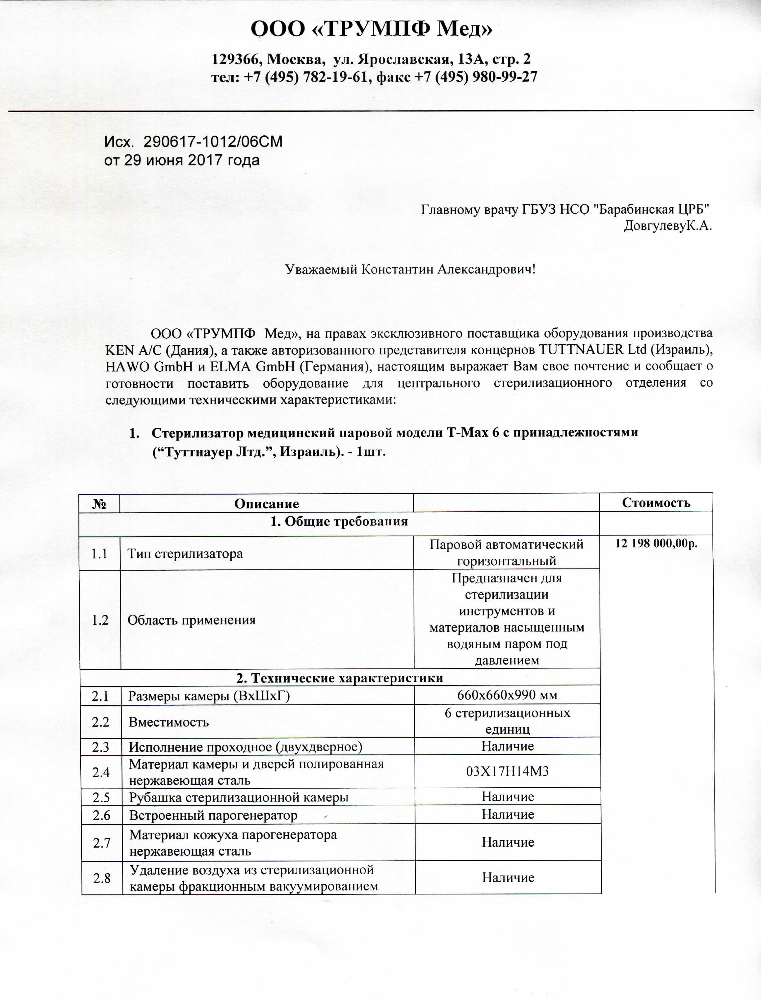 ООО «ТРУМПФ Мед»
129366, Москва, ул. Ярославская, 13А, стр. 2
тел: +7 (495) 782-19-61, факс +7 (495) 980-99-27
Исх. 290617-1012/06СМ
от 29 июня 2017 года
Главному врачу ГБУЗ НСО "Барабинская ЦРБ"
ДовгулевуК.А.
Уважаемый Константин Александрович!
ООО «ТРУМПФ Мед», на правах эксклюзивного поставщика оборудования производства
KEN A/C (Дания), а также авторизованного представителя концернов TUTTNAUER Ltd (Израиль),
HAWO GmbH и ELMA GmbH (Германия), настоящим выражает Вам свое почтение и сообщает о
готовности поставить оборудование для центрального стерилизационного отделения со
следующими техническими характеристиками:
1. Стерилизатор медицинский паровой модели T-Max 6 с принадлежностями
(“Туттнауер Лтд.”, Израиль). - 1шт.
№ Описание Стоимость
1. Общие требования
1.1 Тип стерилизатора Паровой автоматический 12 198 000,00р.
горизонтальный
1.2 Область применения Предназначен для
стерилизации
инструментов и
материалов насыщенным
водяным паром под
давлением
2. Технические характеристики
2.1 Размеры камеры (ВхШхГ) 660х660х990 мм
2.2 Вместимость 6 стерилизационных
единиц
2.3 Исполнение проходное (двухдверное) Наличие
2.4 Материал камеры и дверей полированная
нержавеющая сталь 03Х17Н14М3
2.5 Рубашка стерилизационной камеры Наличие
2.6 Встроенный парогенератор Наличие
2.7 Материал кожуха парогенератора
нержавеющая сталь Наличие
2.8 Удаление воздуха из стерилизационной
камеры фракционным вакуумированием Наличие